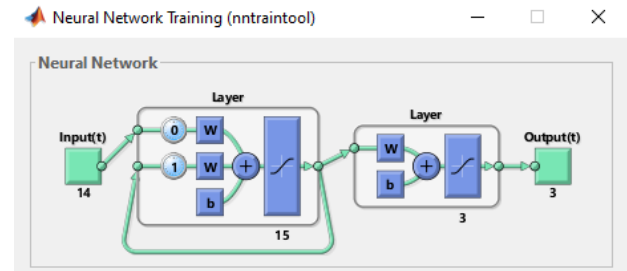 Neural Network Training (nntraintool)
Neural Network
Layer
Layer
Input(t)
0
W
W
Output(t)
1
W
b
b
14
3
3
15